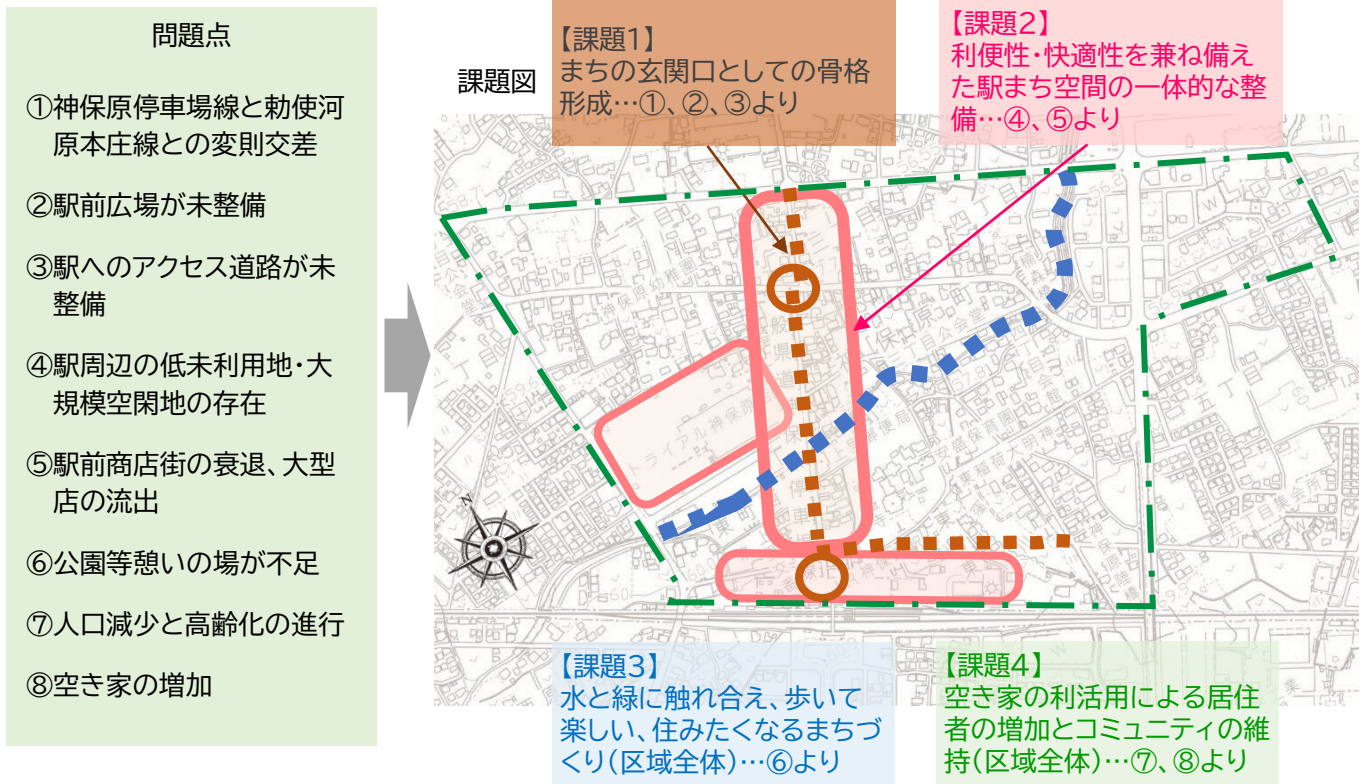 問題点
①神保原停車場線と勅使河
原本庄線との変則交差
②駅前広場が未整備
③駅へのアクセス道路が未
整備
④駅周辺の低未利用地・大
規模空閑地の存在
⑤駅前商店街の衰退、大型
店の流出
⑥公園等憩いの場が不足
⑦人口減少と高齢化の進行
⑧空き家の増加
課題図
【課題1】
まちの玄関口としての骨格
形成…①、②、③より
【課題2】
利便性・快適性を兼ね備え
た駅まち空間の一体的な整
備…④、⑤より
トライアル神保原
【課題3】
水と緑に触れ合え、歩いて
楽しい、住みたくなるまちづ
くり(区域全体)…⑥より
【課題4】
空き家の利活用による居住
者の増加とコミュニティの維
持(区域全体)…⑦、⑧より